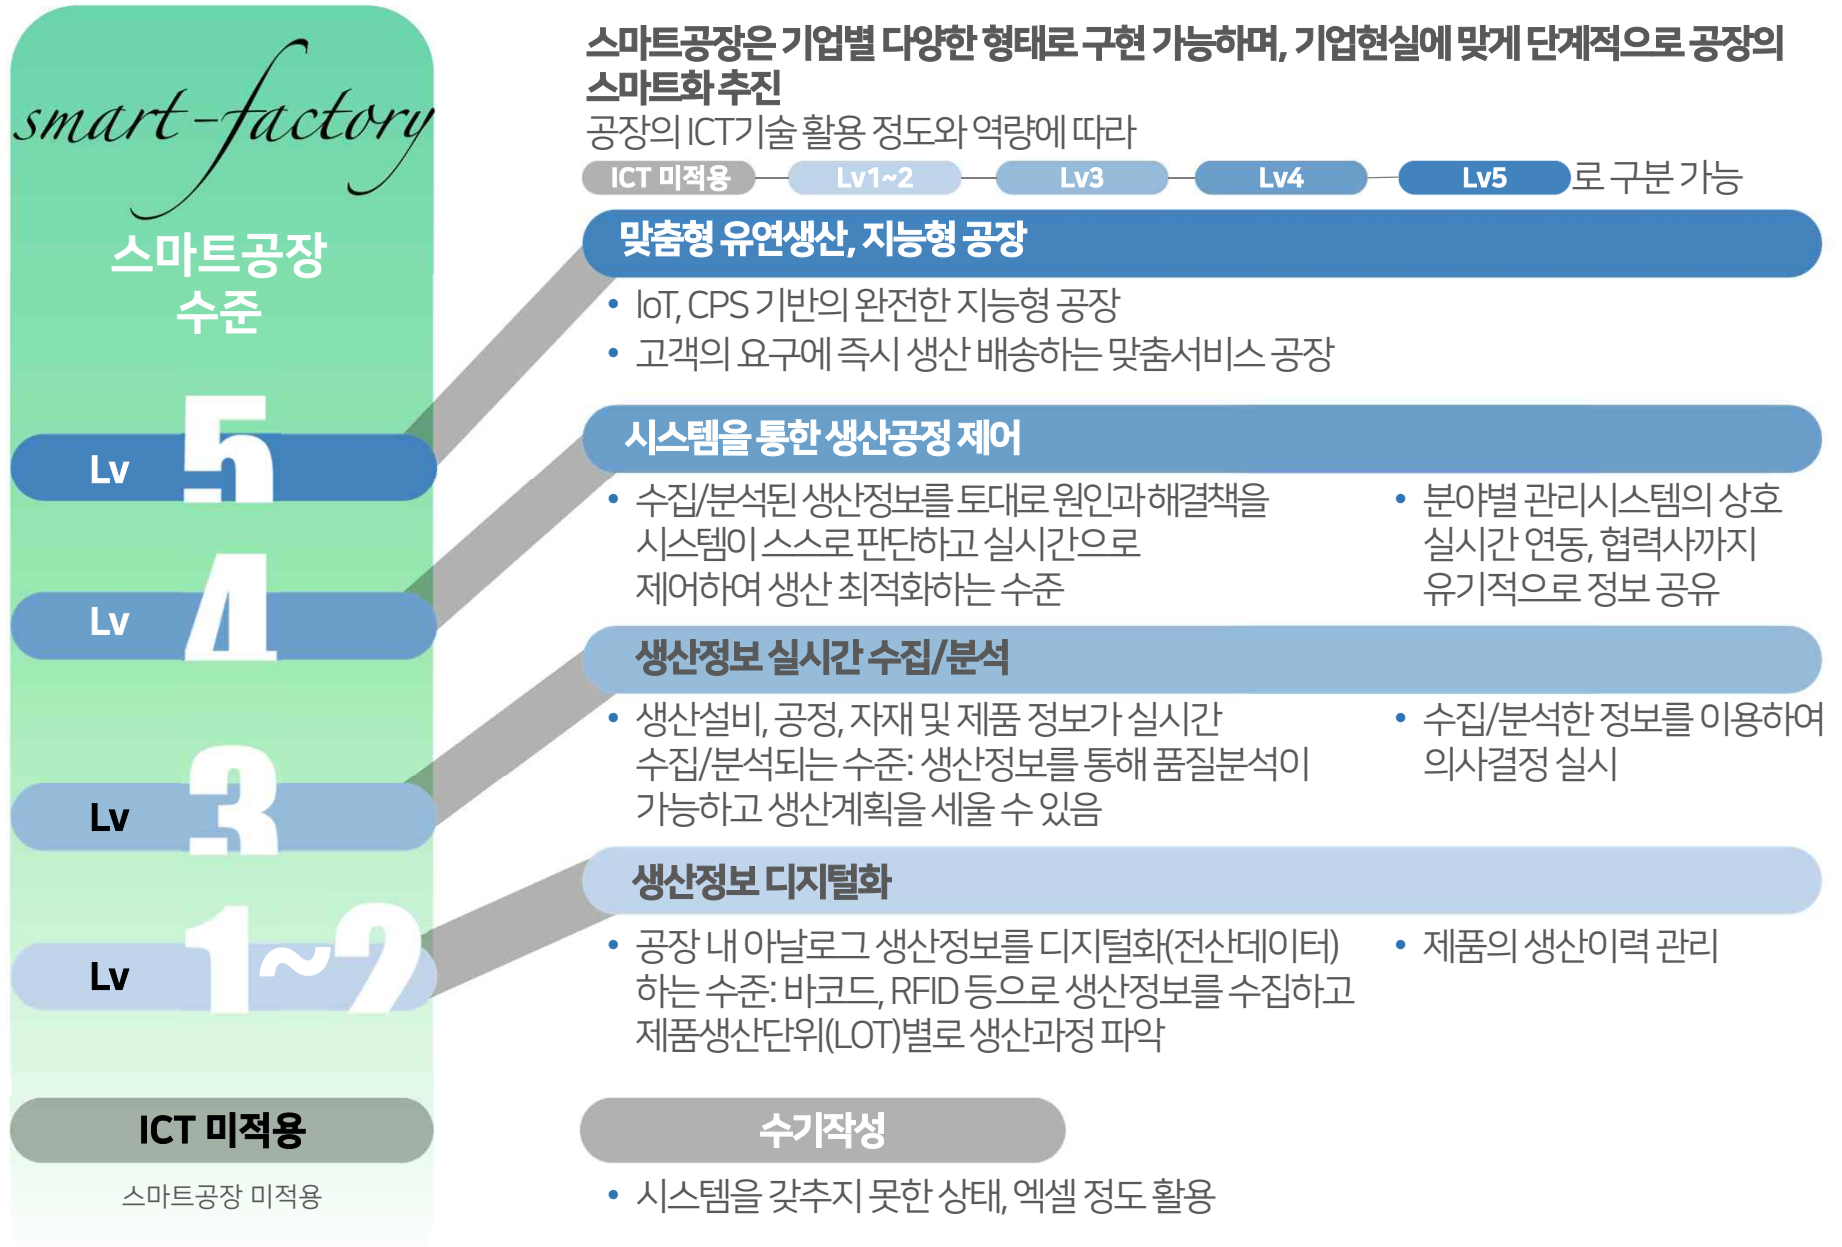 smart-factory
스마트공장
수준
Lv 5
Lv 4
Lv 3
Lv 1~2
ICT 미적용
스마트공장 미적용
스마트공장은 기업별 다양한 형태로 구현 가능하며, 기업현실에 맞게 단계적으로 공장의
스마트화 추진
공장의 ICT기술 활용 정도와 역량에 따라
ICT 미적용 Lv1~2 Lv3 Lv4 Lv5 로 구분 가능
맞춤형 유연생산, 지능형 공장
• IoT, CPS 기반의 완전한 지능형 공장
• 고객의 요구에 즉시 생산 배송하는 맞춤서비스 공장
시스템을 통한 생산공정 제어
• 수집/분석된 생산정보를 토대로 원인과 해결책을
시스템이 스스로 판단하고 실시간으로
제어하여 생산 최적화하는 수준
• 분야별 관리시스템의 상호
실시간 연동, 협력사까지
유기적으로 정보 공유
생산정보 실시간 수집/분석
• 생산설비, 공정, 자재 및 제품 정보가 실시간
수집/분석되는 수준: 생산정보를 통해 품질분석이
가능하고 생산계획을 세울 수 있음
• 수집/분석한 정보를 이용하여
의사결정 실시
생산정보 디지털화
• 공장 내 아날로그 생산정보를 디지털화(전산데이터)
하는 수준: 바코드, RFID 등으로 생산정보를 수집하고
제품생산단위(LOT)별로 생산과정 파악
• 제품의 생산이력 관리
수기작성
• 시스템을 갖추지 못한 상태, 엑셀 정도 활용